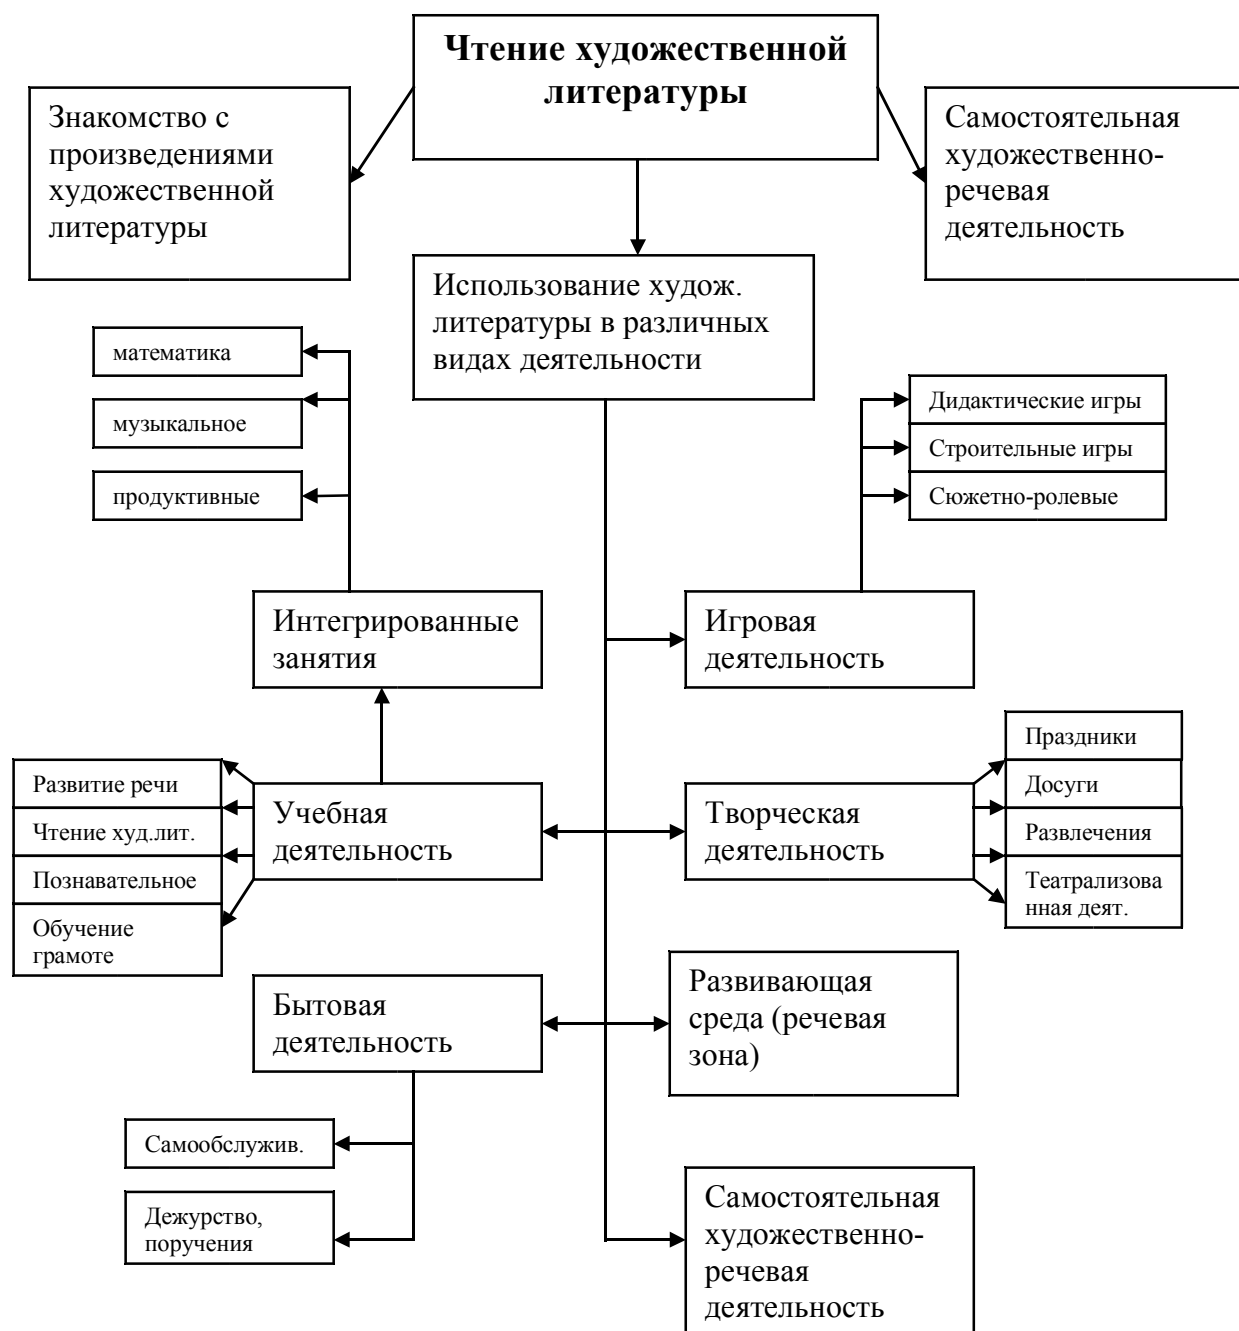 Чтение художественной
литературы
Знакомство с
произведениями
художественной
литературы
Самостоятельная
художественно-
речевая
деятельность
Использование худож.
литературы в различных
видах деятельности
математика
музыкальное
продуктивные
Дидактические игры
Строительные игры
Сюжетно-ролевые
Интегрированные
занятия
Игровая
деятельность
Развитие речи
Чтение худ.лит.
Познавательное
Обучение
грамоте
Учебная
деятельность
Творческая
деятельность
Праздники
Досуги
Развлечения
Театрализова
нная деят.
Бытовая
деятельность
Развивающая
среда (речевая
зона)
Самообслужив.
Дежурство,
поручения
Самостоятельная
художественно-
речевая
деятельность